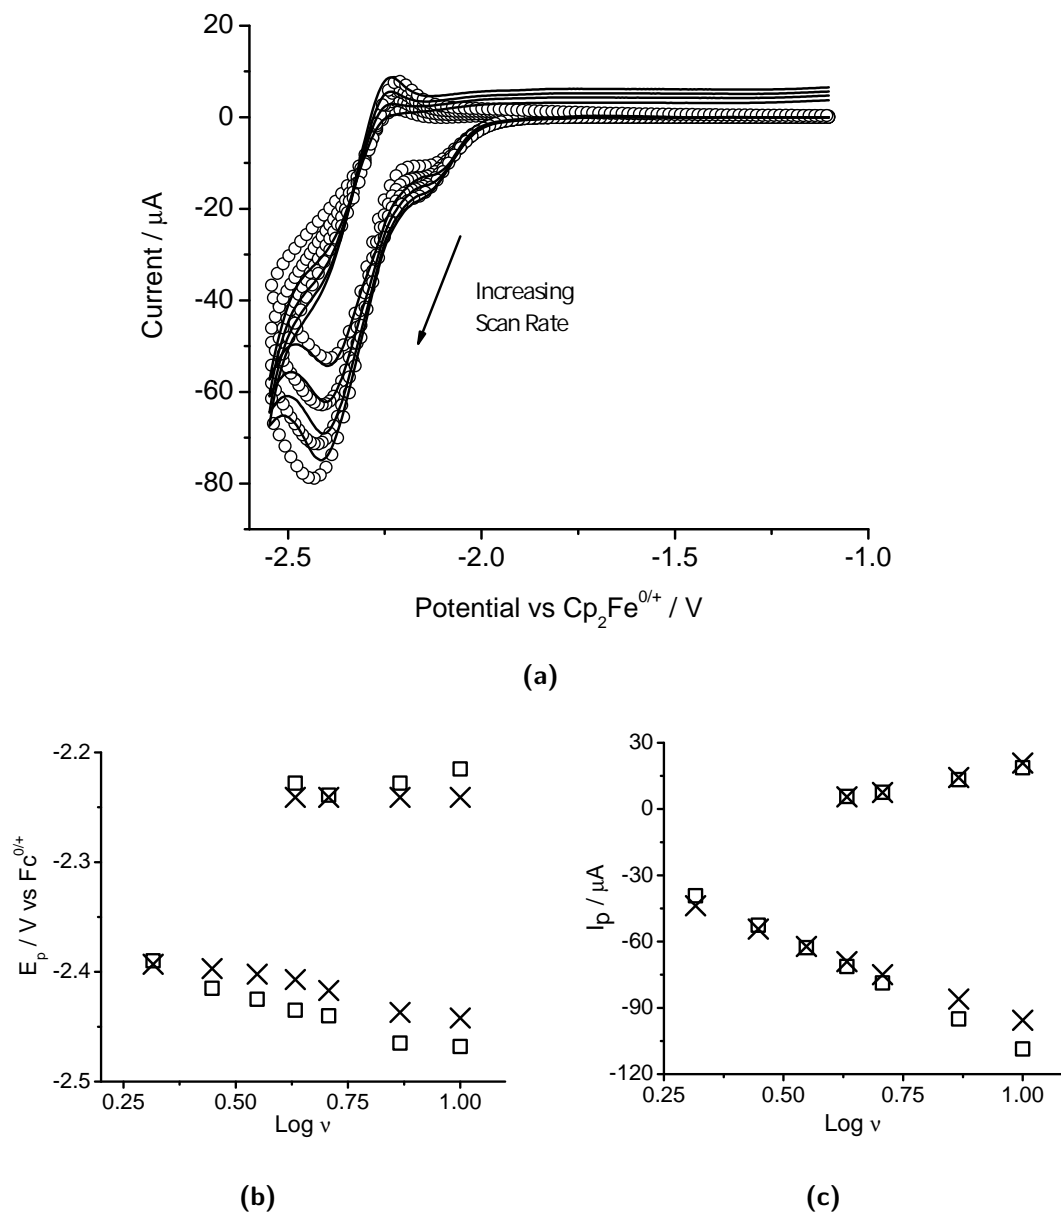 20
0
-20
-40
-60
-80
Current / μA
Increasing
Scan Rate
-2.5 -2.0 -1.5 -1.0
Potential vs Cp₂Fe⁰/⁺ / V
(a)
-2.2
-2.3
-2.4
-2.5
E_p / V vs Fc⁰/⁺
0.25 0.50 0.75 1.00
Log ν
(b)
30
0
-30
-60
-90
-120
I_p / μA
0.25 0.50 0.75 1.00
Log ν
(c)